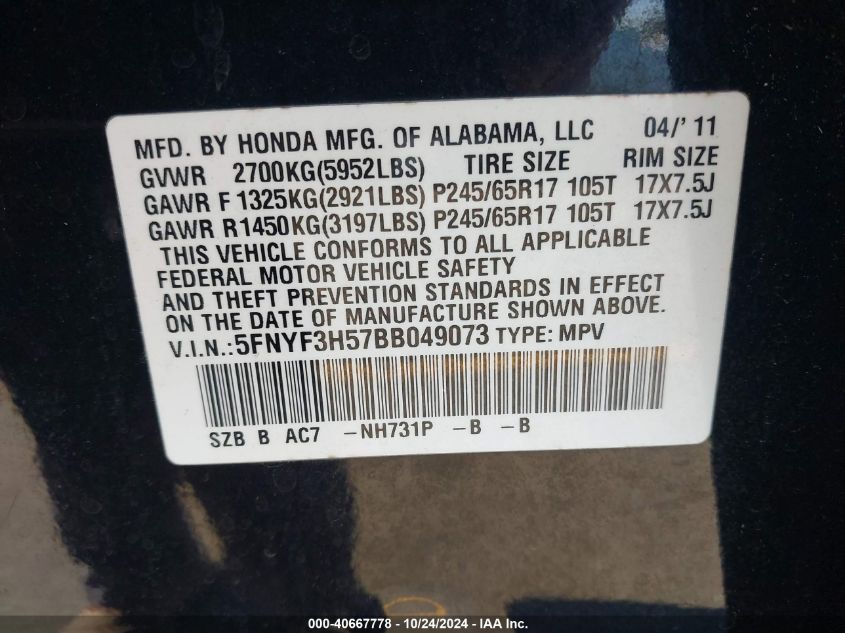 MFD. BY HONDA MFG. OF ALABAMA, LLC 04/'11
GVWR 2700KG(5952LBS) TIRE SIZE RIM SIZE
GAWR F 1325KG(2921LBS) P245/65R17 105T 17X7.5J
GAWR R1450KG(3197LBS) P245/65R17 105T 17X7.5J
THIS VEHICLE CONFORMS TO ALL APPLICABLE
FEDERAL MOTOR VEHICLE SAFETY
AND THEFT PREVENTION STANDARDS IN EFFECT
ON THE DATE OF MANUFACTURE SHOWN ABOVE.
V.I.N.:5FNYF3H57BB049073 TYPE: MPV
SZB B AC7 -NH731P -B -B
000-40667778 - 10/24/2024 - IAA Inc.